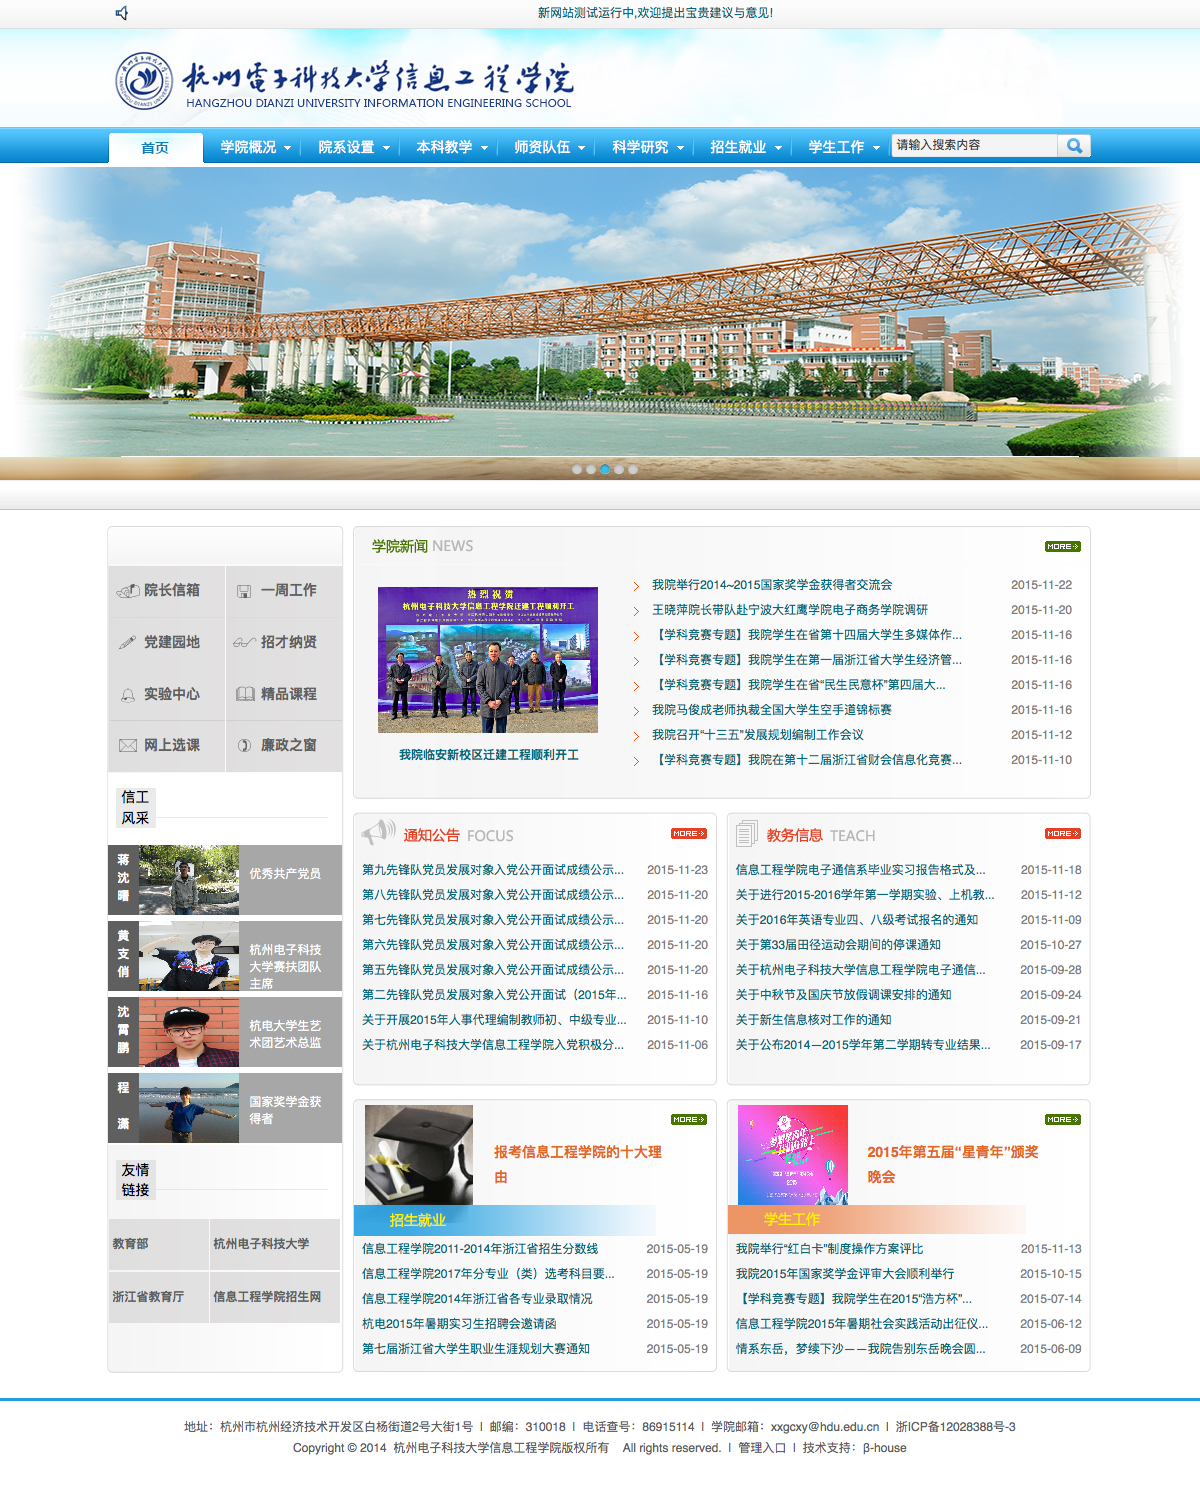 新网站测试运行中,欢迎提出宝贵建议与意见!
杭州电子科技大学信息工程学院
HANGZHOU DIANZI UNIVERSITY INFORMATION ENGINEERING SCHOOL
首页 学院概况 院系设置 本科教学 师资队伍 科学研究 招生就业 学生工作 请输入搜索内容
院长信箱 一周工作
党建园地 招才纳贤
实验中心 精品课程
网上选课 廉政之窗
信工
风采
蒋沈曙 优秀共产党员
黄支俏 杭州电子科技
大学赛扶团队
主席
沈霄鹏 杭电大学生艺
术团艺术总监
程潇 国家奖学金获
得者
友情
链接
教育部 杭州电子科技大学
浙江省教育厅 信息工程学院招生网
学院新闻 NEWS MORE
热烈祝贺
杭州电子科技大学信息工程学院迁建工程顺利开工
我院临安新校区迁建工程顺利开工
我院举行2014~2015国家奖学金获得者交流会 2015-11-22
王晓萍院长带队赴宁波大红鹰学院电子商务学院调研 2015-11-20
【学科竞赛专题】我院学生在省第十四届大学生多媒体作... 2015-11-16
【学科竞赛专题】我院学生在第一届浙江省大学生经济管... 2015-11-16
【学科竞赛专题】我院学生在省“民生民意杯”第四届大... 2015-11-16
我院马俊成老师执裁全国大学生空手道锦标赛 2015-11-16
我院召开“十三五”发展规划编制工作会议 2015-11-12
【学科竞赛专题】我院在第十二届浙江省财会信息化竞赛... 2015-11-10
通知公告 FOCUS MORE
第九先锋队党员发展对象入党公开面试成绩公示... 2015-11-23
第八先锋队党员发展对象入党公开面试成绩公示... 2015-11-20
第七先锋队党员发展对象入党公开面试成绩公示... 2015-11-20
第六先锋队党员发展对象入党公开面试成绩公示... 2015-11-20
第五先锋队党员发展对象入党公开面试成绩公示... 2015-11-20
第二先锋队党员发展对象入党公开面试（2015年... 2015-11-16
关于开展2015年人事代理编制教师初、中级专业... 2015-11-10
关于杭州电子科技大学信息工程学院入党积极分... 2015-11-06
教务信息 TEACH MORE
信息工程学院电子通信系毕业实习报告格式及... 2015-11-18
关于进行2015-2016学年第一学期实验、上机教... 2015-11-12
关于2016年英语专业四、八级考试报名的通知 2015-11-09
关于第33届田径运动会期间的停课通知 2015-10-27
关于杭州电子科技大学信息工程学院电子通信... 2015-09-28
关于中秋节及国庆节放假调课安排的通知 2015-09-24
关于新生信息核对工作的通知 2015-09-21
关于公布2014—2015学年第二学期转专业结果... 2015-09-17
MORE
报考信息工程学院的十大理
由
招生就业
信息工程学院2011-2014年浙江省招生分数线 2015-05-19
信息工程学院2017年分专业（类）选考科目要... 2015-05-19
信息工程学院2014年浙江省各专业录取情况 2015-05-19
杭电2015年暑期实习生招聘会邀请函 2015-05-19
第七届浙江省大学生职业生涯规划大赛通知 2015-05-19
MORE
2015年第五届“星青年”颁奖
晚会
学生工作
我院举行“红白卡”制度操作方案评比 2015-11-13
我院2015年国家奖学金评审大会顺利举行 2015-10-15
【学科竞赛专题】我院学生在2015“浩方杯”... 2015-07-14
信息工程学院2015年暑期社会实践活动出征仪... 2015-06-12
情系东岳，梦续下沙——我院告别东岳晚会圆... 2015-06-09
地址：杭州市杭州经济技术开发区白杨街道2号大街1号 | 邮编：310018 | 电话查号：86915114 | 学院邮箱：xxgcxy@hdu.edu.cn | 浙ICP备12028388号-3
Copyright © 2014 杭州电子科技大学信息工程学院版权所有 All rights reserved. | 管理入口 | 技术支持：β-house